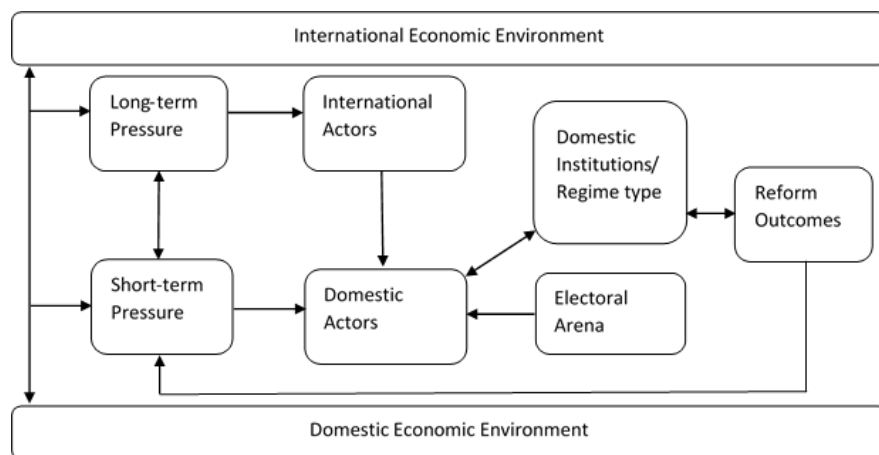 International Economic Environment
Long-term
Pressure
International
Actors
Domestic
Institutions/
Regime type
Reform
Outcomes
Short-term
Pressure
Domestic
Actors
Electoral
Arena
Domestic Economic Environment